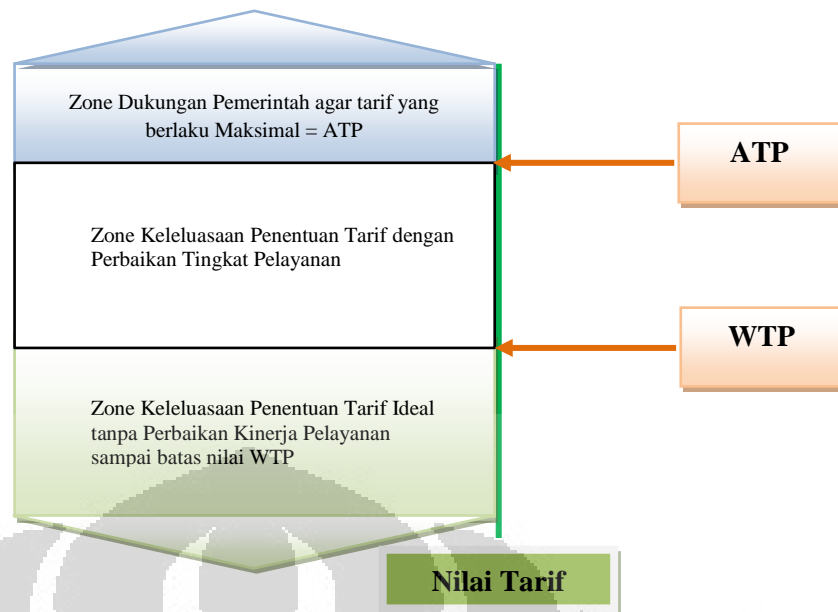 Zone Dukungan Pemerintah agar tarif yang
berlaku Maksimal = ATP
ATP
Zone Keleluasaan Penentuan Tarif dengan
Perbaikan Tingkat Pelayanan
WTP
Zone Keleluasaan Penentuan Tarif Ideal
tanpa Perbaikan Kinerja Pelayanan
sampai batas nilai WTP
Nilai Tarif